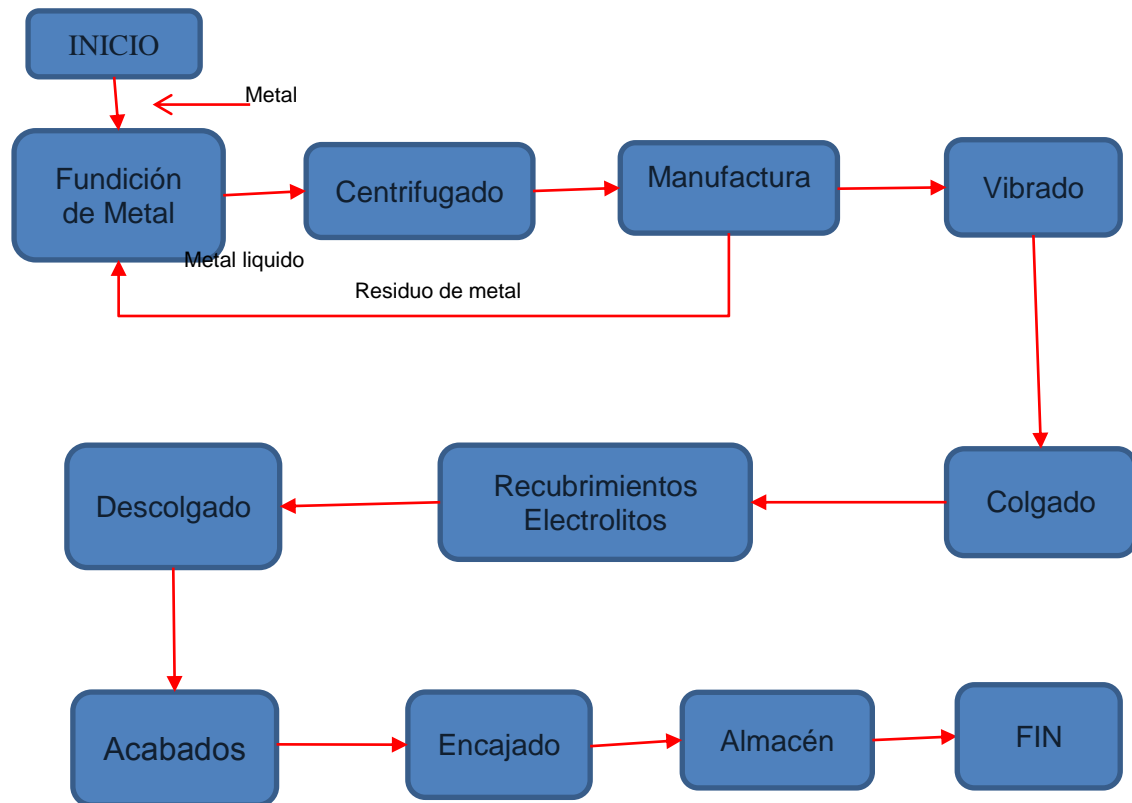 INICIO
Metal
Fundición
de Metal
Centrifugado
Manufactura
Vibrado
Metal liquido
Residuo de metal
Descolgado
Recubrimientos
Electrolitos
Colgado
Acabados
Encajado
Almacén
FIN